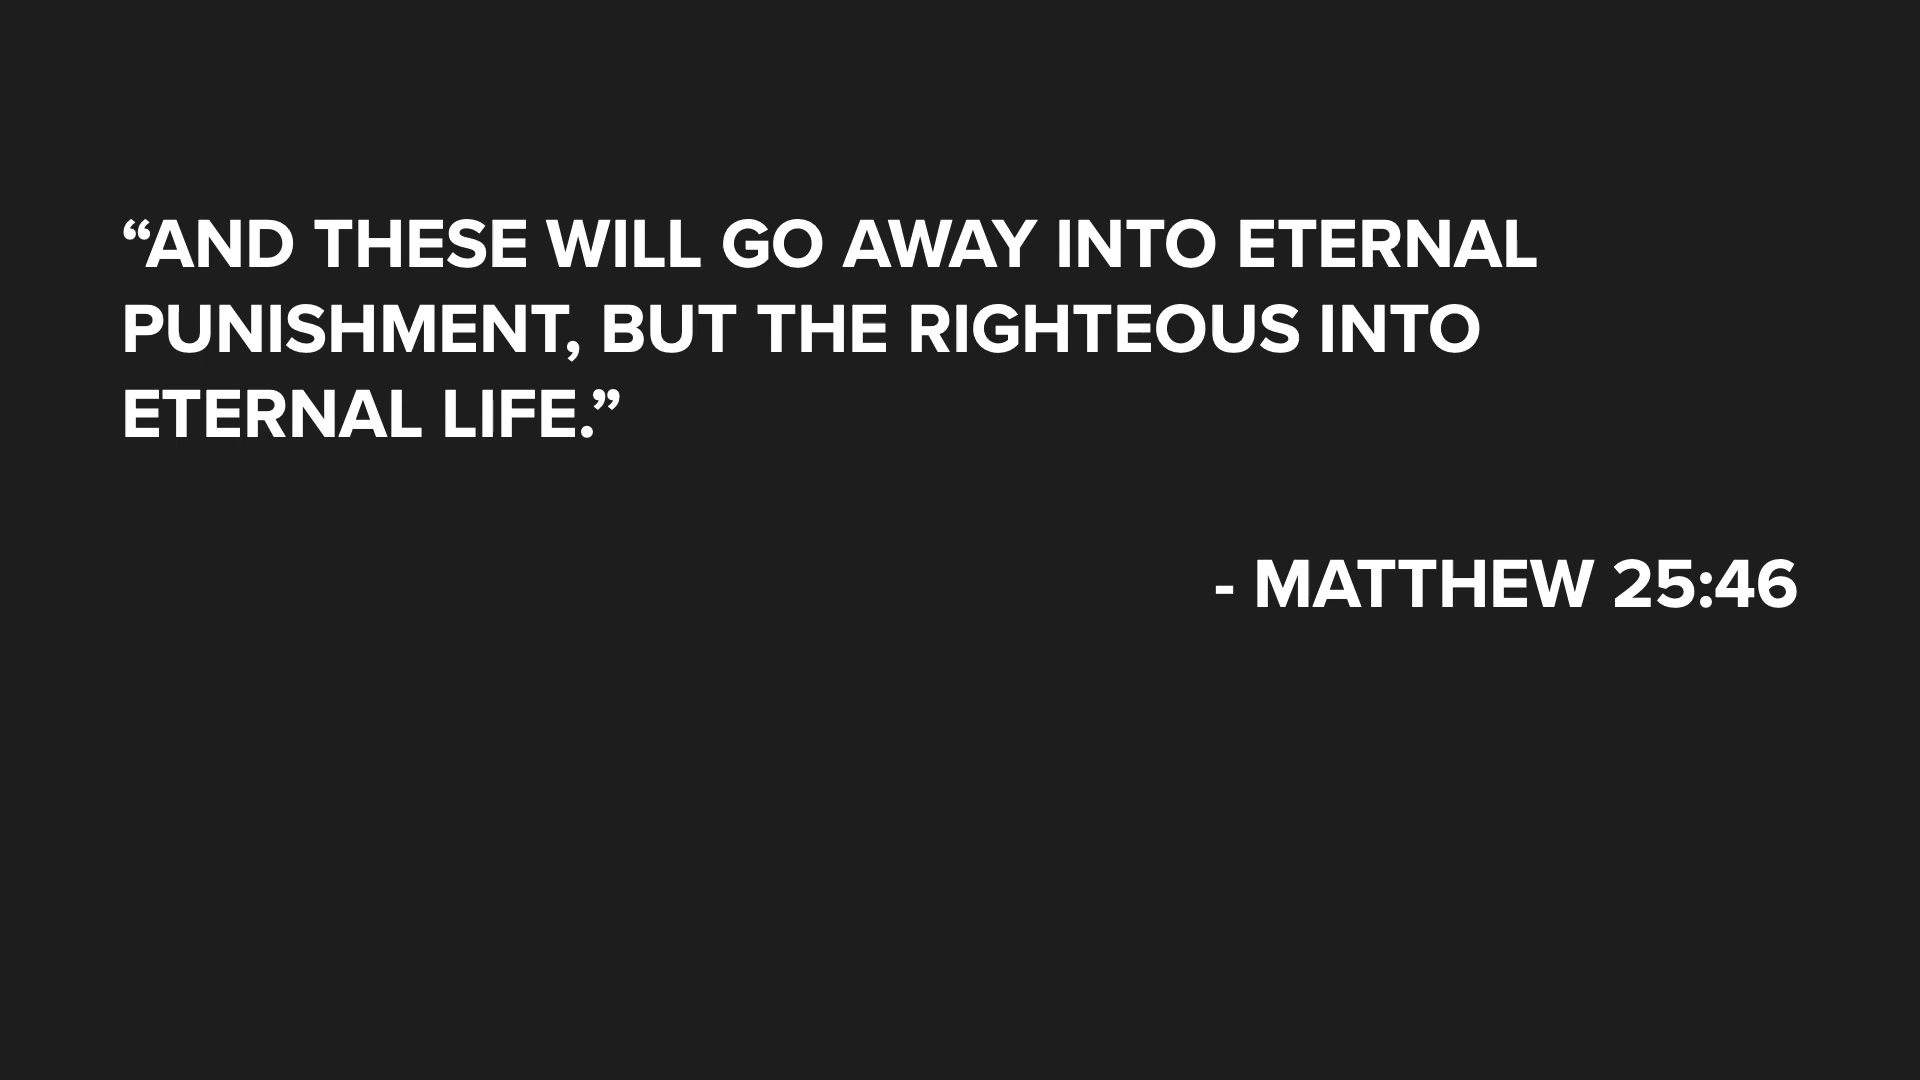 “AND THESE WILL GO AWAY INTO ETERNAL
PUNISHMENT, BUT THE RIGHTEOUS INTO
ETERNAL LIFE.”
- MATTHEW 25:46